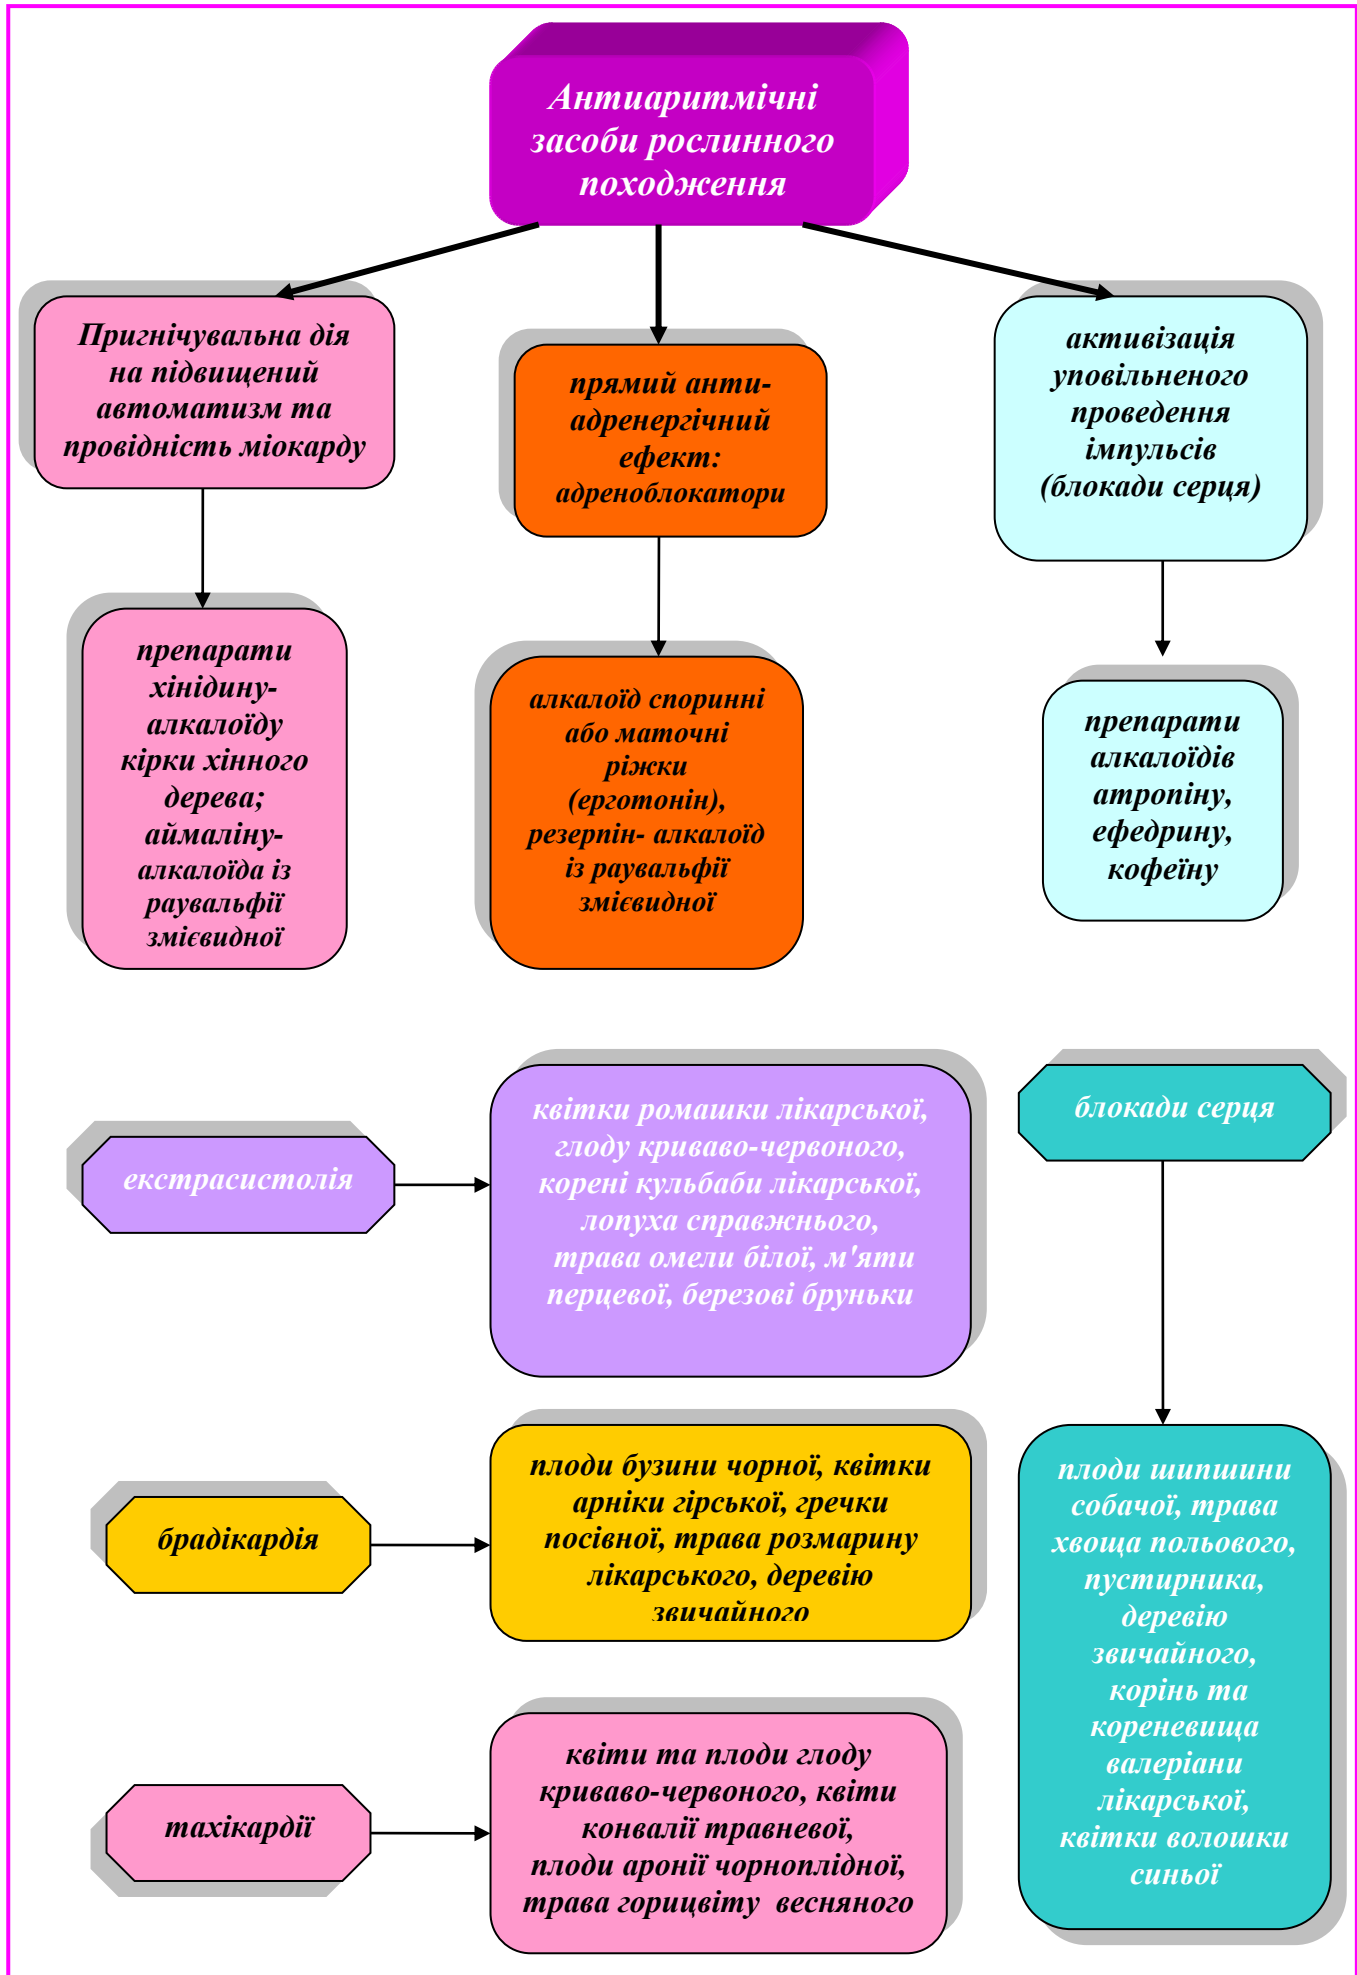 Антиаритмічні
засоби рослинного
походження
Пригнічувальна дія
на підвищений
автоматизм та
провідність міокарду
прямий анти-
адренергічний
ефект:
адреноблокатори
активізація
уповільненого
проведення
імпульсів
(блокади серця)
препарати
хінідину-
алкалоїду
кірки хінного
дерева;
аймаліну-
алкалоїда із
раувальфії
змієвидної
алкалоїд споринні
або маточні
ріжки
(ерготонін),
резерпін- алкалоїд
із раувальфії
змієвидної
препарати
алкалоїдів
атропіну,
ефедрину,
кофеїну
екстрасистолія
квітки ромашки лікарської,
глоду криваво-червоного,
корені кульбаби лікарської,
лопуха справжнього,
трава омели білої, м'яти
перцевої, березові бруньки
блокади серця
плоди шипшини
собачої, трава
хвоща польового,
пустирника,
деревію
звичайного,
корінь та
кореневища
валеріани
лікарської,
квітки волошки
синьої
брадікардія
плоди бузини чорної, квітки
арніки гірської, гречки
посівної, трава розмарину
лікарського, деревію
звичайного
тахікардії
квіти та плоди глоду
криваво-червоного, квіти
конвалії травневої,
плоди аронії чорноплідної,
трава горицвіту весняного